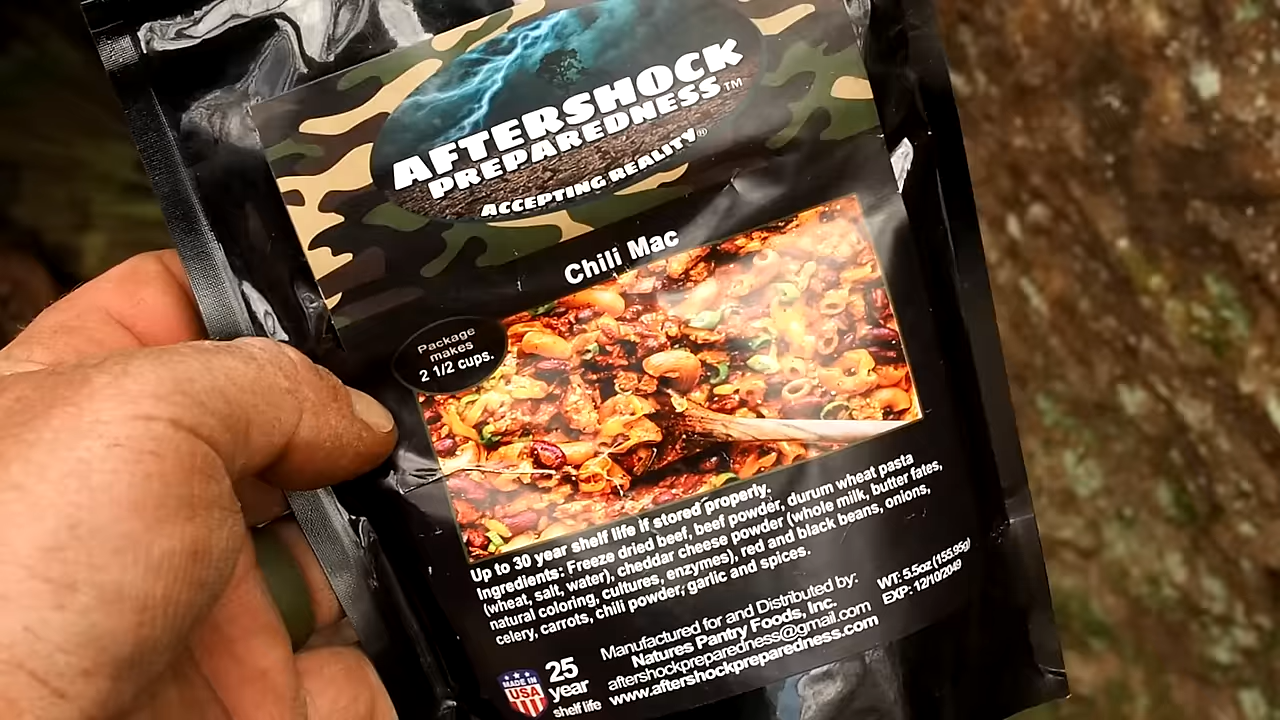 AFTERSHOCK
PREPAREDNESS™
ACCEPTING REALITY®
Chili Mac
Package
makes
2 1/2 cups.
Up to 30 year shelf life if stored properly.
Ingredients: Freeze dried beef, beef powder, durum wheat pasta
(wheat, salt, water), cheddar cheese powder (whole milk, butter fates,
natural coloring, cultures, enzymes), red and black beans, onions,
celery, carrots, chili powder, garlic and spices.
WT: 5.5oz (155.95g)
EXP: 12/10/2049
Manufactured for and Distributed by:
Natures Pantry Foods, Inc.
aftershockpreparedness@gmail.com
www.aftershockpreparedness.com
MADE IN
USA
25
year
shelf life